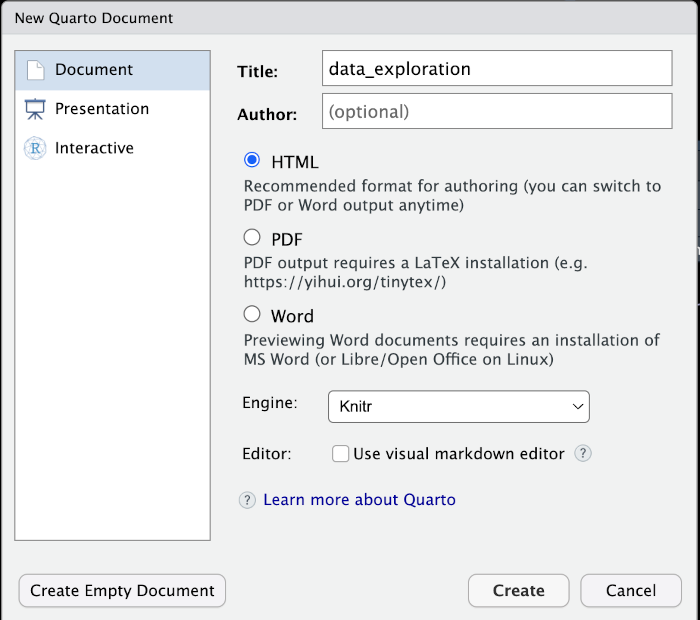 New Quarto Document
Document
Presentation
R Interactive
Title: data_exploration
Author: (optional)
HTML
Recommended format for authoring (you can switch to
PDF or Word output anytime)
PDF
PDF output requires a LaTeX installation (e.g.
https://yihui.org/tinytex/)
Word
Previewing Word documents requires an installation of
MS Word (or Libre/Open Office on Linux)
Engine: Knitr
Editor: Use visual markdown editor ?
? Learn more about Quarto
Create Empty Document Create Cancel